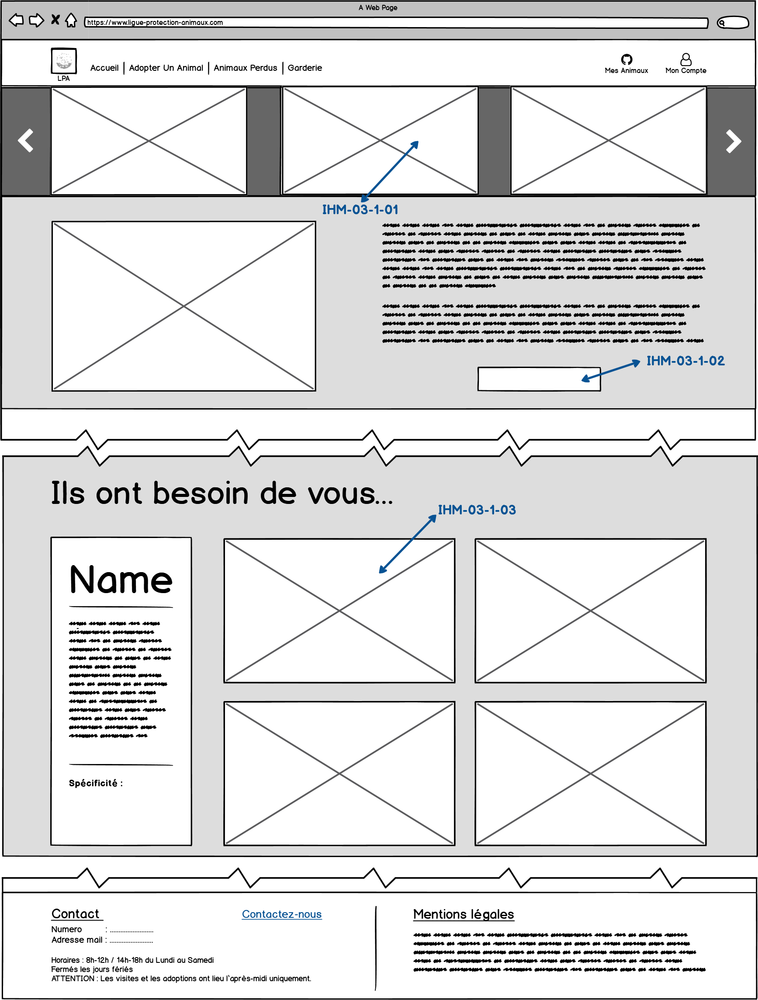 A Web Page
https://www.ligue-protection-animaux.com
LPA
Accueil | Adopter Un Animal | Animaux Perdus | Garderie
Mes Animaux
Mon Compte
IHM-03-1-01
IHM-03-1-02
Ils ont besoin de vous...
IHM-03-1-03
Name
Spécificité :
Contact
Contactez-nous
Numero : .........................
Adresse mail : .........................
Horaires : 8h-12h / 14h-18h du Lundi au Samedi
Fermés les jours fériés
ATTENTION : Les visites et les adoptions ont lieu l'après-midi uniquement.
Mentions légales